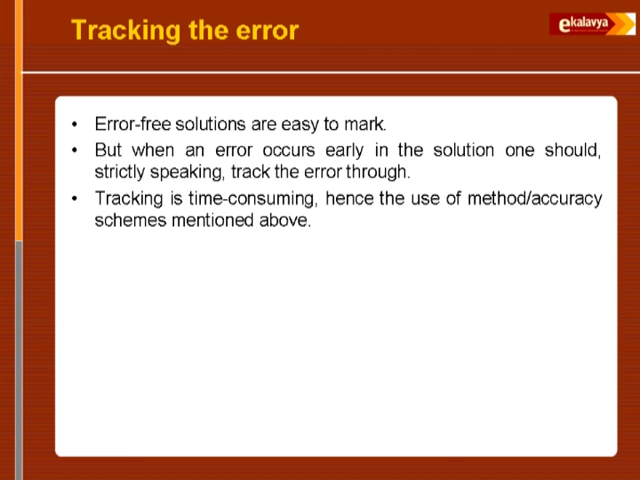 Tracking the error
ekalavya
• Error-free solutions are easy to mark.
• But when an error occurs early in the solution one should,
strictly speaking, track the error through.
• Tracking is time-consuming, hence the use of method/accuracy
schemes mentioned above.